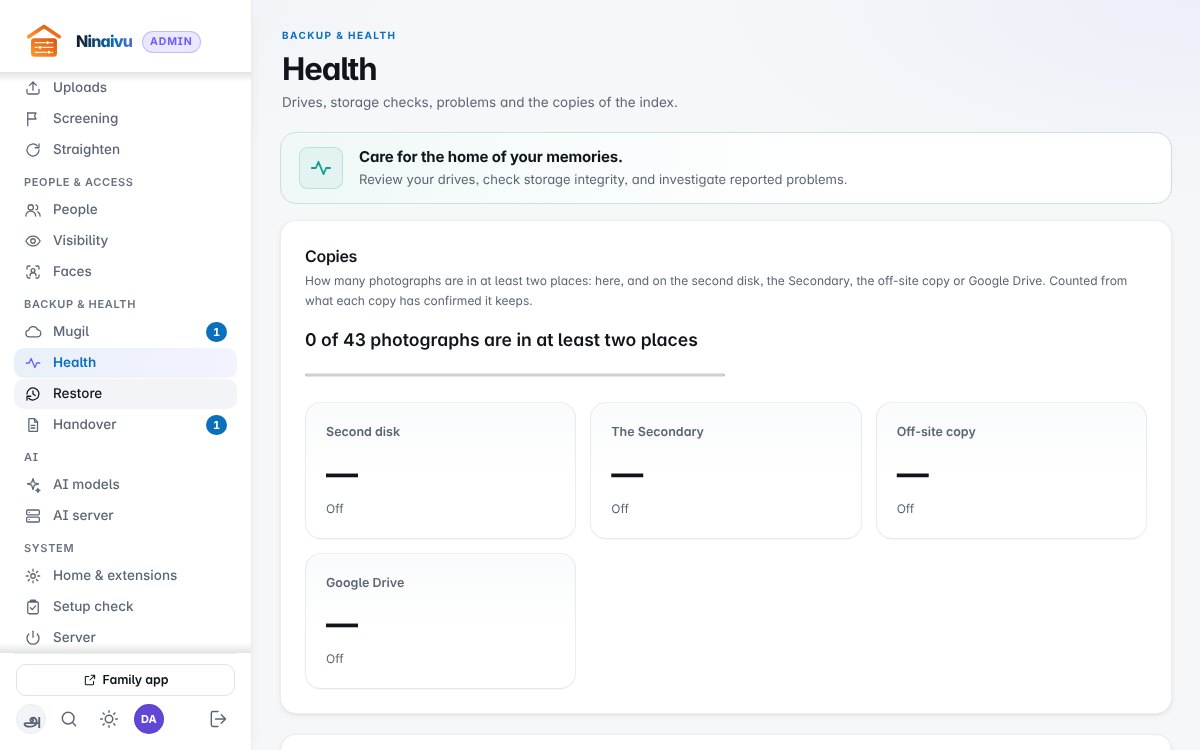 Ninaivu ADMIN
Uploads
Screening
Straighten
PEOPLE & ACCESS
People
Visibility
Faces
BACKUP & HEALTH
Mugil 1
Health
Restore
Handover 1
AI
AI models
AI server
SYSTEM
Home & extensions
Setup check
Server
Family app
அ DA
BACKUP & HEALTH
Health
Drives, storage checks, problems and the copies of the index.
Care for the home of your memories.
Review your drives, check storage integrity, and investigate reported problems.
Copies
How many photographs are in at least two places: here, and on the second disk, the Secondary, the off-site copy or Google Drive. Counted from
what each copy has confirmed it keeps.
0 of 43 photographs are in at least two places
Second disk
—
Off
The Secondary
—
Off
Off-site copy
—
Off
Google Drive
—
Off